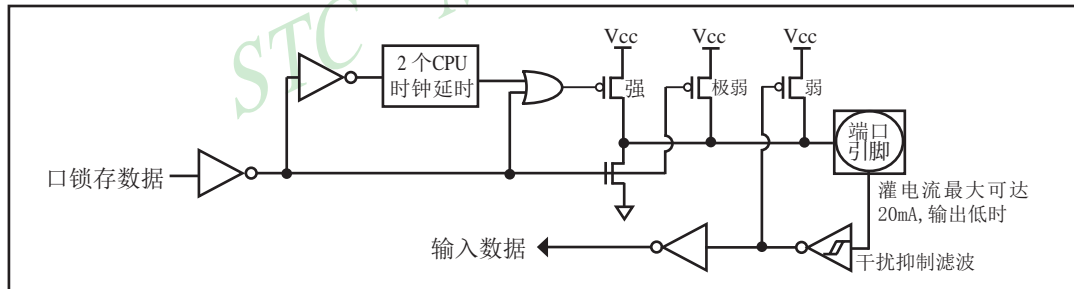 STC
Vcc
Vcc
Vcc
2 个CPU
时钟延时
强
极弱
弱
端口
引脚
口锁存数据
灌电流最大可达
20mA,输出低时
输入数据
干扰抑制滤波